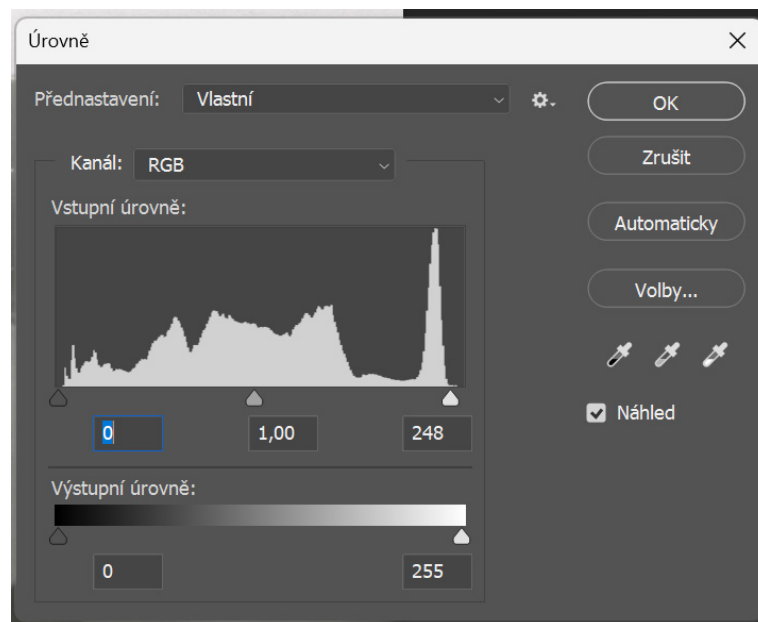 Úrovně
Přednastavení: Vlastní
OK
Kanál: RGB
Zrušit
Vstupní úrovně:
Automaticky
Volby...
0 1,00 248
Náhled
Výstupní úrovně:
0 255